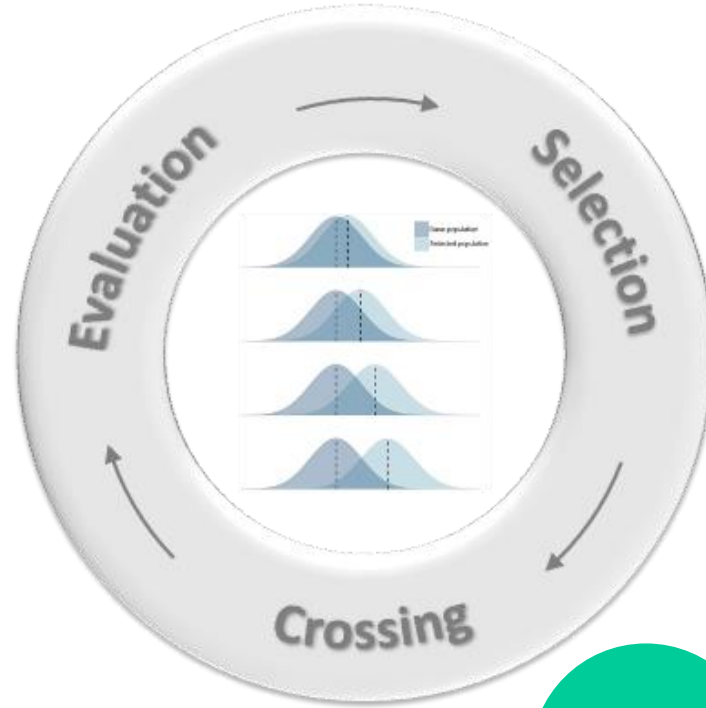 Evaluation
Selection
Base population
Selected population
Crossing